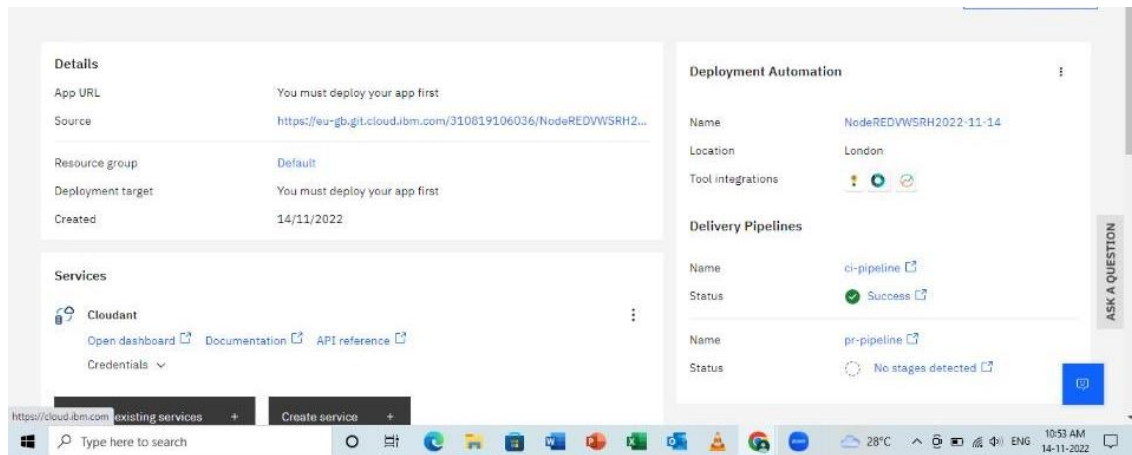 Details
App URL You must deploy your app first
Source https://eu-gb.git.cloud.ibm.com/310819106036/NodeREDVWSRH2...
Resource group Default
Deployment target You must deploy your app first
Created 14/11/2022
Services
Cloudant
Open dashboard Documentation API reference
Credentials
existing services +
Create service +
https://cloud.ibm.com
Deployment Automation
Name NodeREDVWSRH2022-11-14
Location London
Tool integrations
Delivery Pipelines
Name ci-pipeline
Status Success
Name pr-pipeline
Status No stages detected
ASK A QUESTION
Type here to search
28°C
ENG
10:53 AM
14-11-2022